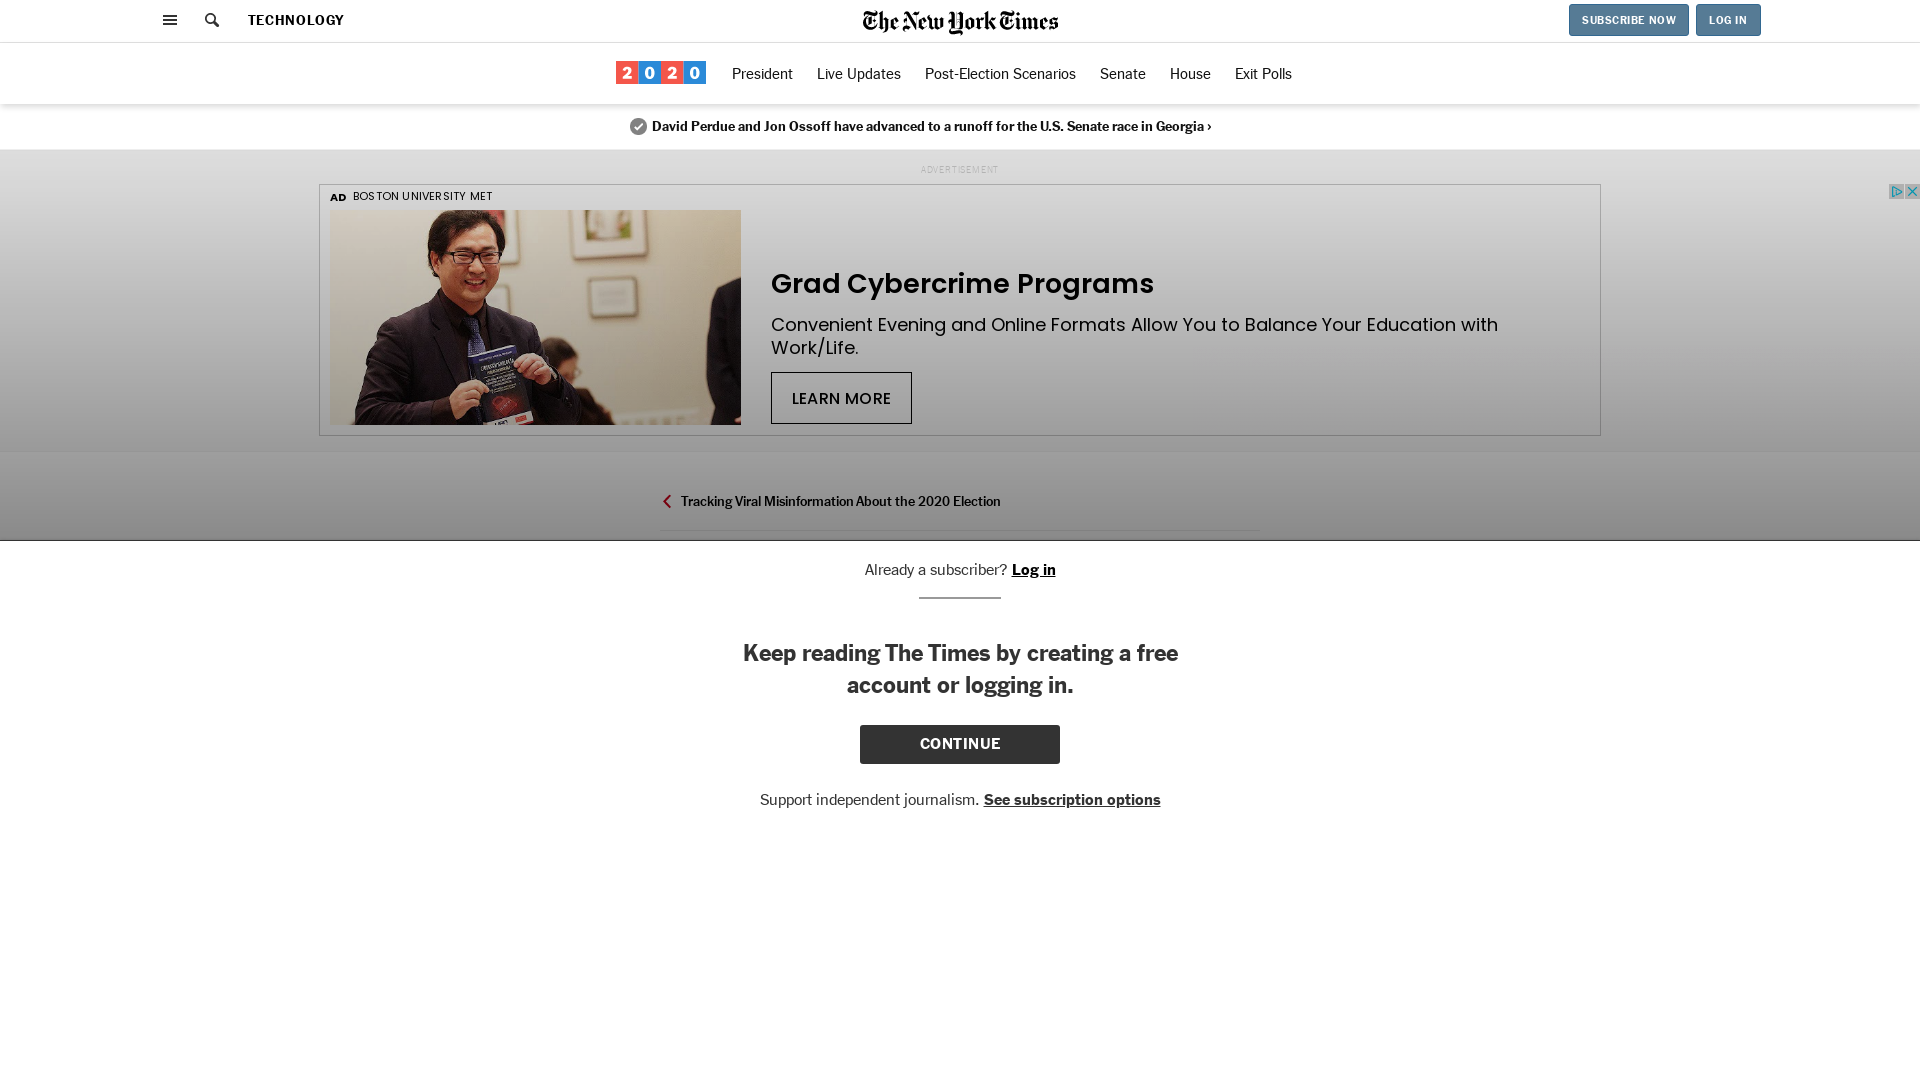 TECHNOLOGY
The New York Times
SUBSCRIBE NOW
LOG IN
2020
President
Live Updates
Post-Election Scenarios
Senate
House
Exit Polls
David Perdue and Jon Ossoff have advanced to a runoff for the U.S. Senate race in Georgia ›
ADVERTISEMENT
AD BOSTON UNIVERSITY MET
Grad Cybercrime Programs
Convenient Evening and Online Formats Allow You to Balance Your Education with
Work/Life.
LEARN MORE
Tracking Viral Misinformation About the 2020 Election
Already a subscriber? Log in
Keep reading The Times by creating a free
account or logging in.
CONTINUE
Support independent journalism. See subscription options